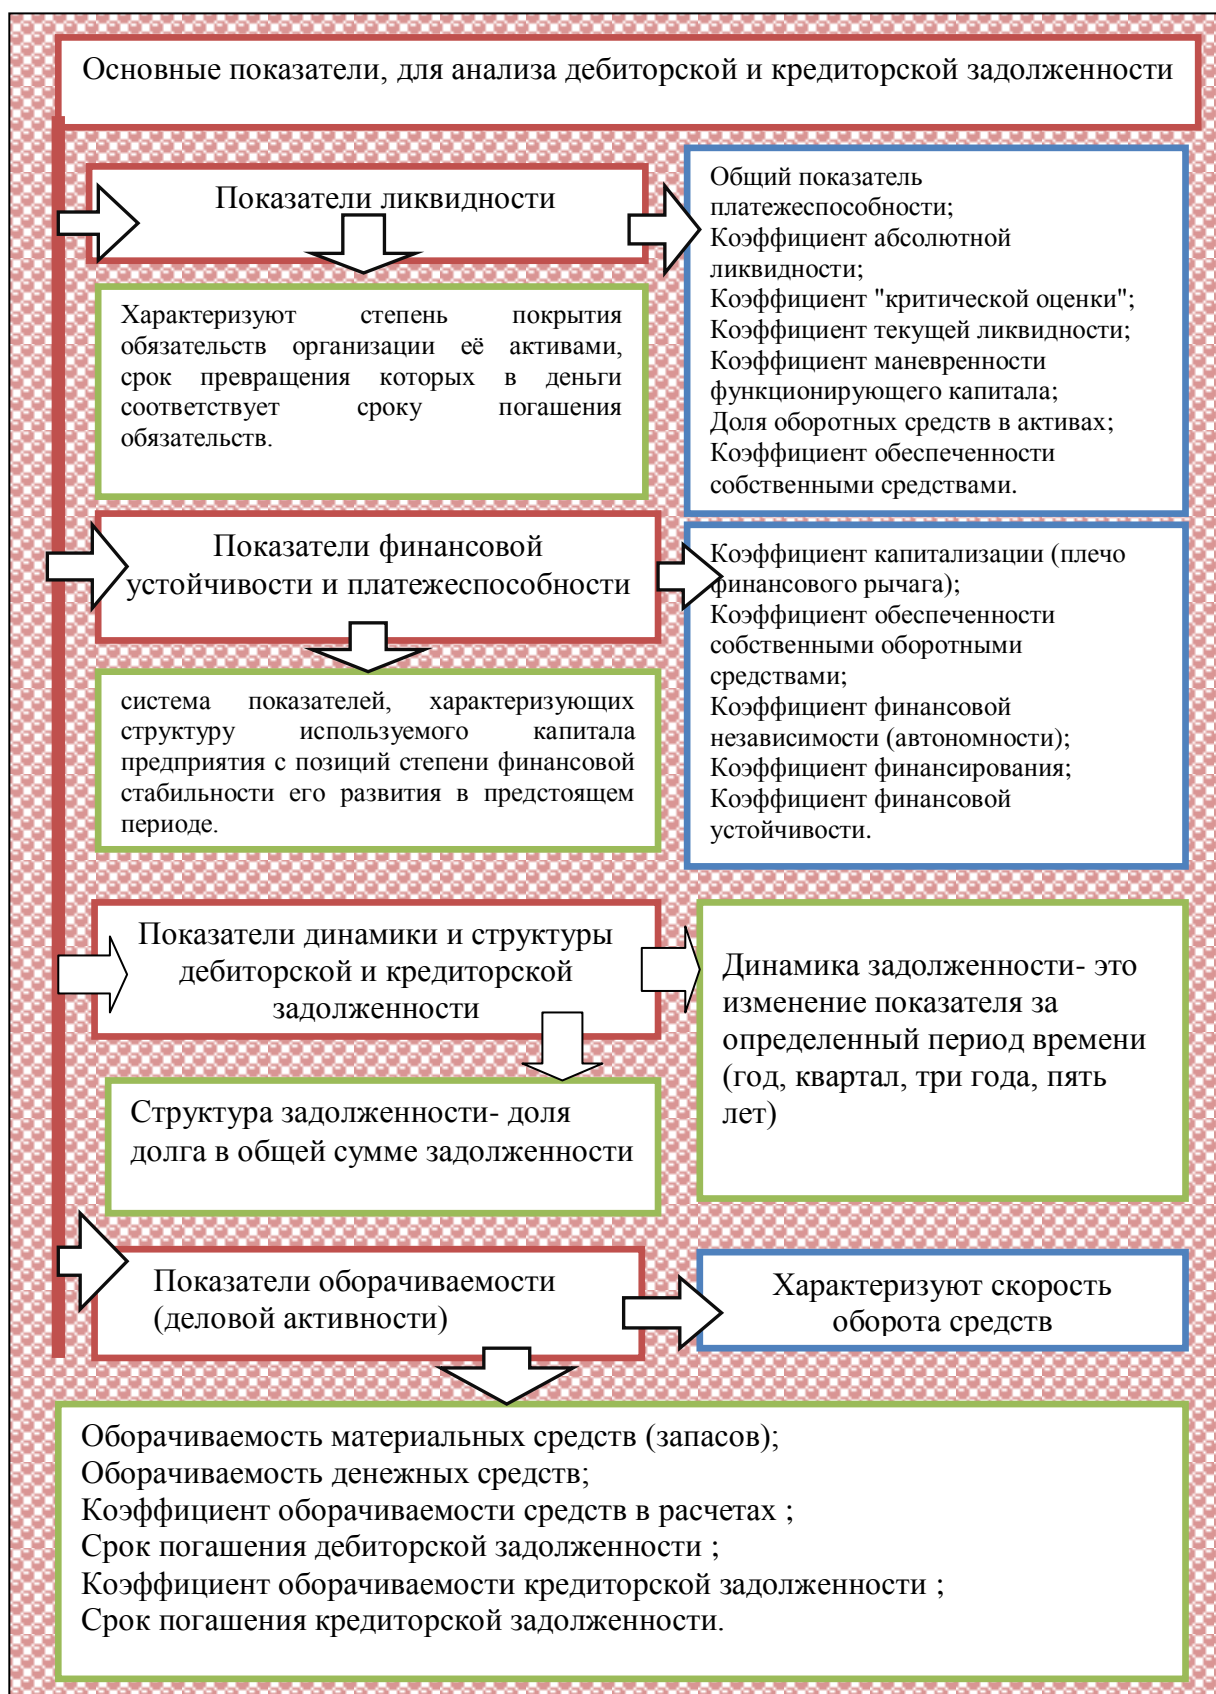 Основные показатели, для анализа дебиторской и кредиторской задолженности
Показатели ликвидности
Общий показатель
платежеспособности;
Коэффициент абсолютной
ликвидности;
Коэффициент "критической оценки";
Коэффициент текущей ликвидности;
Коэффициент маневренности
функционирующего капитала;
Доля оборотных средств в активах;
Коэффициент обеспеченности
собственными средствами.
Характеризуют степень покрытия
обязательств организации её активами,
срок превращения которых в деньги
соответствует сроку погашения
обязательств.
Показатели финансовой
устойчивости и платежеспособности
Коэффициент капитализации (плечо
финансового рычага);
Коэффициент обеспеченности
собственными оборотными
средствами;
Коэффициент финансовой
независимости (автономности);
Коэффициент финансирования;
Коэффициент финансовой
устойчивости.
система показателей, характеризующих
структуру используемого капитала
предприятия с позиций степени финансовой
стабильности его развития в предстоящем
периоде.
Показатели динамики и структуры
дебиторской и кредиторской
задолженности
Динамика задолженности- это
изменение показателя за
определенный период времени
(год, квартал, три года, пять
лет)
Структура задолженности- доля
долга в общей сумме задолженности
Показатели оборачиваемости
(деловой активности)
Характеризуют скорость
оборота средств
Оборачиваемость материальных средств (запасов);
Оборачиваемость денежных средств;
Коэффициент оборачиваемости средств в расчетах ;
Срок погашения дебиторской задолженности ;
Коэффициент оборачиваемости кредиторской задолженности ;
Срок погашения кредиторской задолженности.